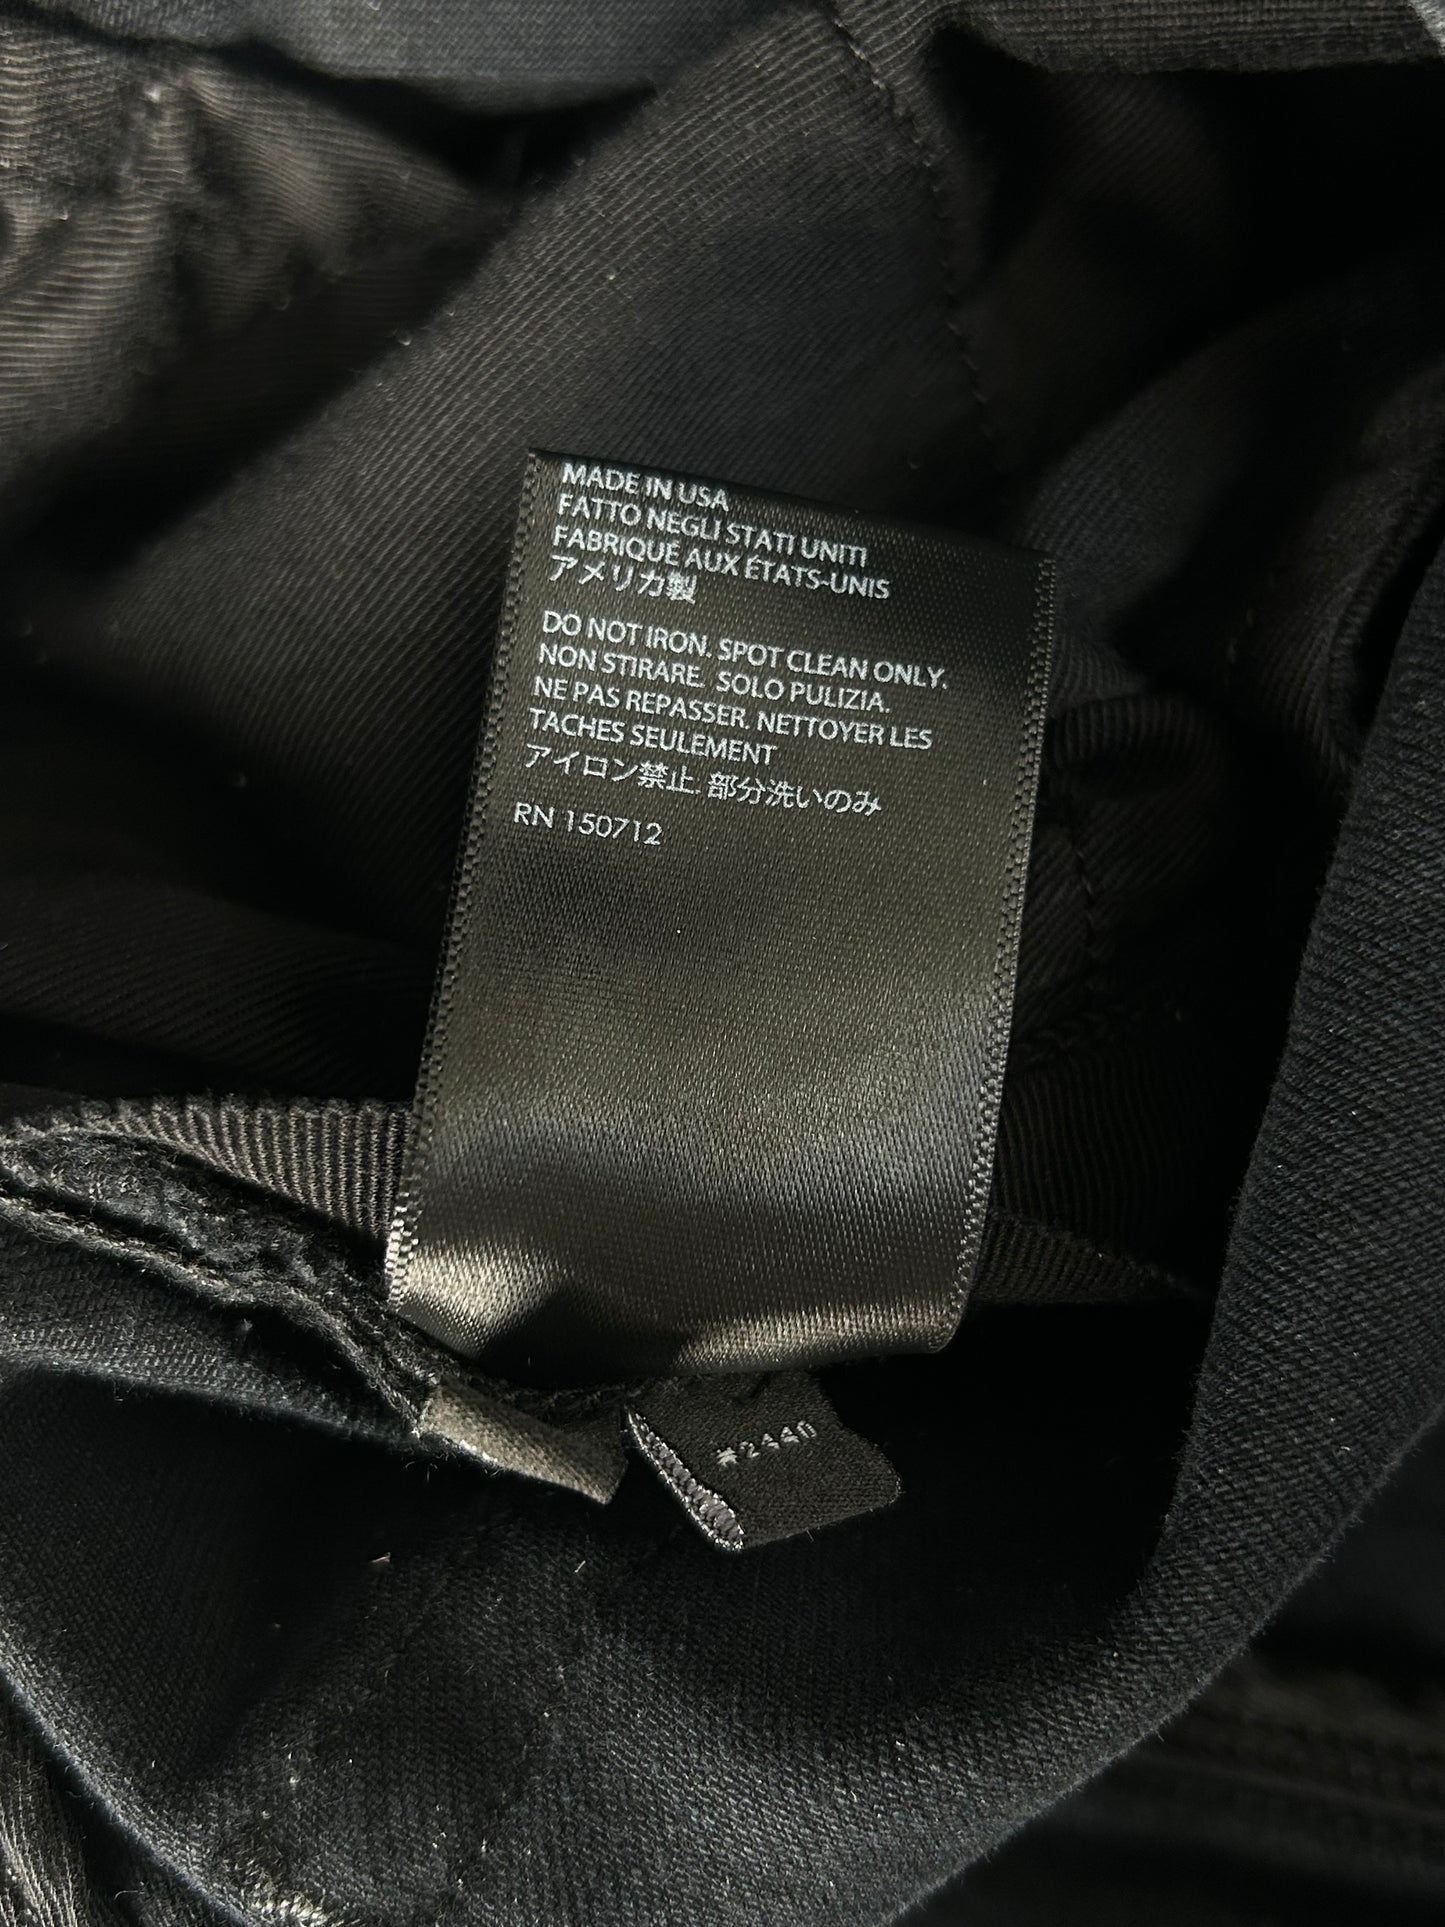 MADE IN USA
FATTO NEGLI STATI UNITI
FABRIQUÉ AUX ÉTATS-UNIS
アメリカ製
DO NOT IRON. SPOT CLEAN ONLY.
NON STIRARE. SOLO PULIZIA.
NE PAS REPASSER. NETTOYER LES
TACHES SEULEMENT
アイロン禁止. 部分洗いのみ
RN 150712
#2440